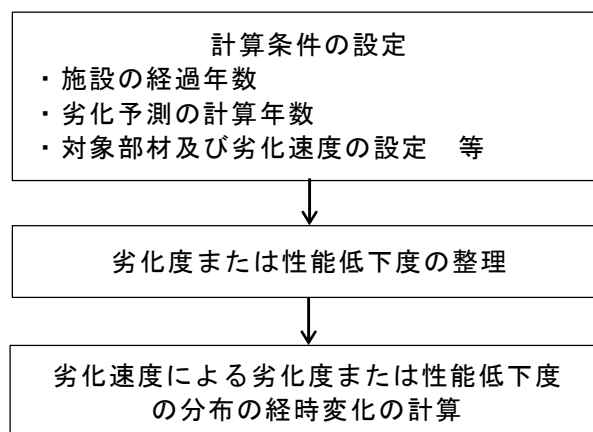 計算条件の設定
・施設の経過年数
・劣化予測の計算年数
・対象部材及び劣化速度の設定　等
劣化度または性能低下度の整理
劣化速度による劣化度または性能低下度
の分布の経時変化の計算